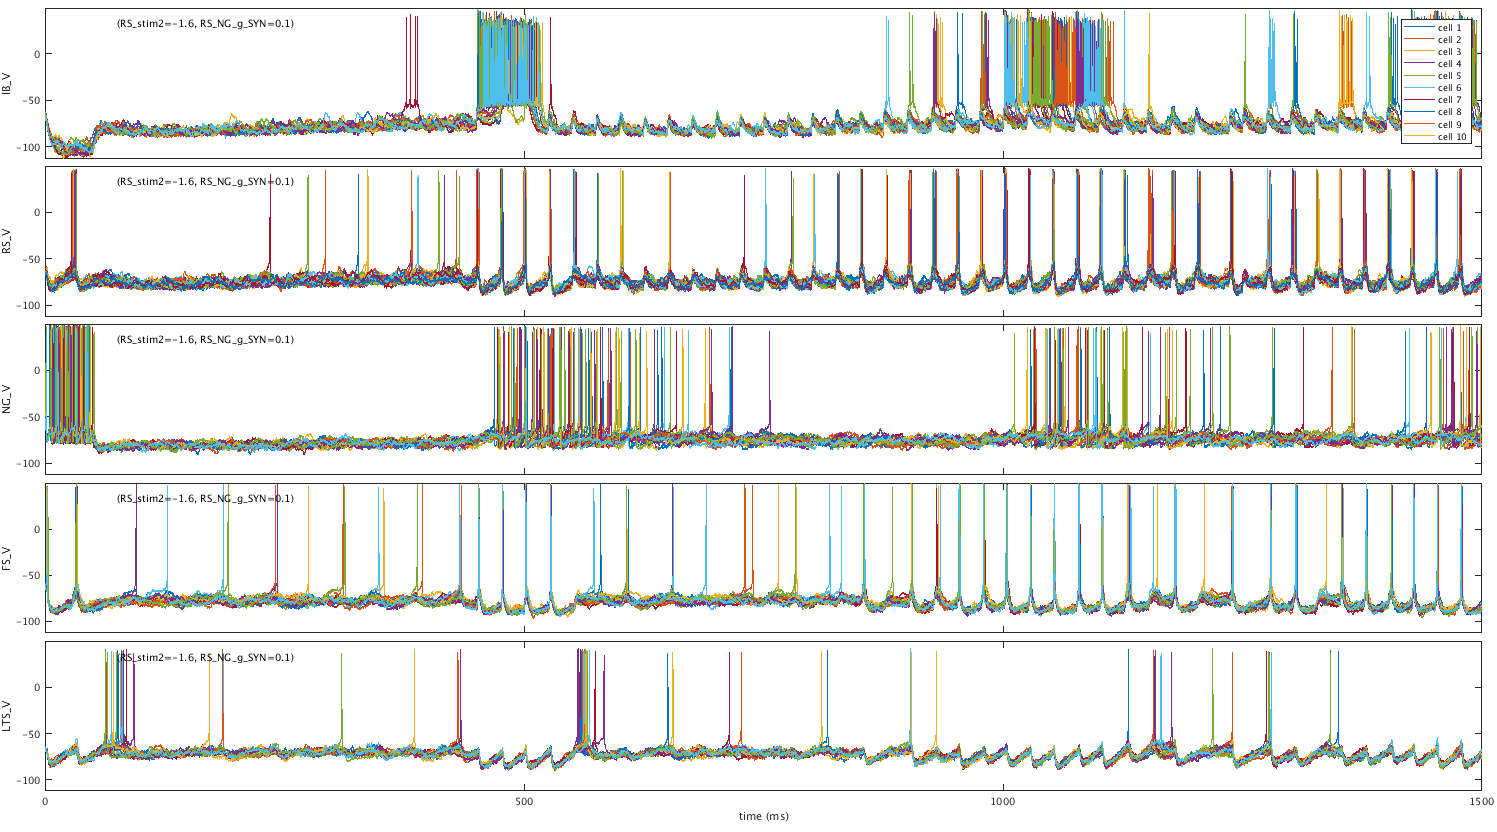 (RS_stim2=-1.6, RS_NG_g_SYN=0.1)
0
-50
-100
IB_V
cell 1
cell 2
cell 3
cell 4
cell 5
cell 6
cell 7
cell 8
cell 9
cell 10
(RS_stim2=-1.6, RS_NG_g_SYN=0.1)
0
-50
-100
RS_V
(RS_stim2=-1.6, RS_NG_g_SYN=0.1)
0
-50
-100
NG_V
(RS_stim2=-1.6, RS_NG_g_SYN=0.1)
0
-50
-100
FS_V
(RS_stim2=-1.6, RS_NG_g_SYN=0.1)
0
-50
-100
LTS_V
0 500 1000 1500
time (ms)